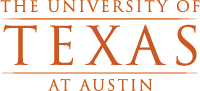 THE UNIVERSITY OF
TEXAS
AT AUSTIN